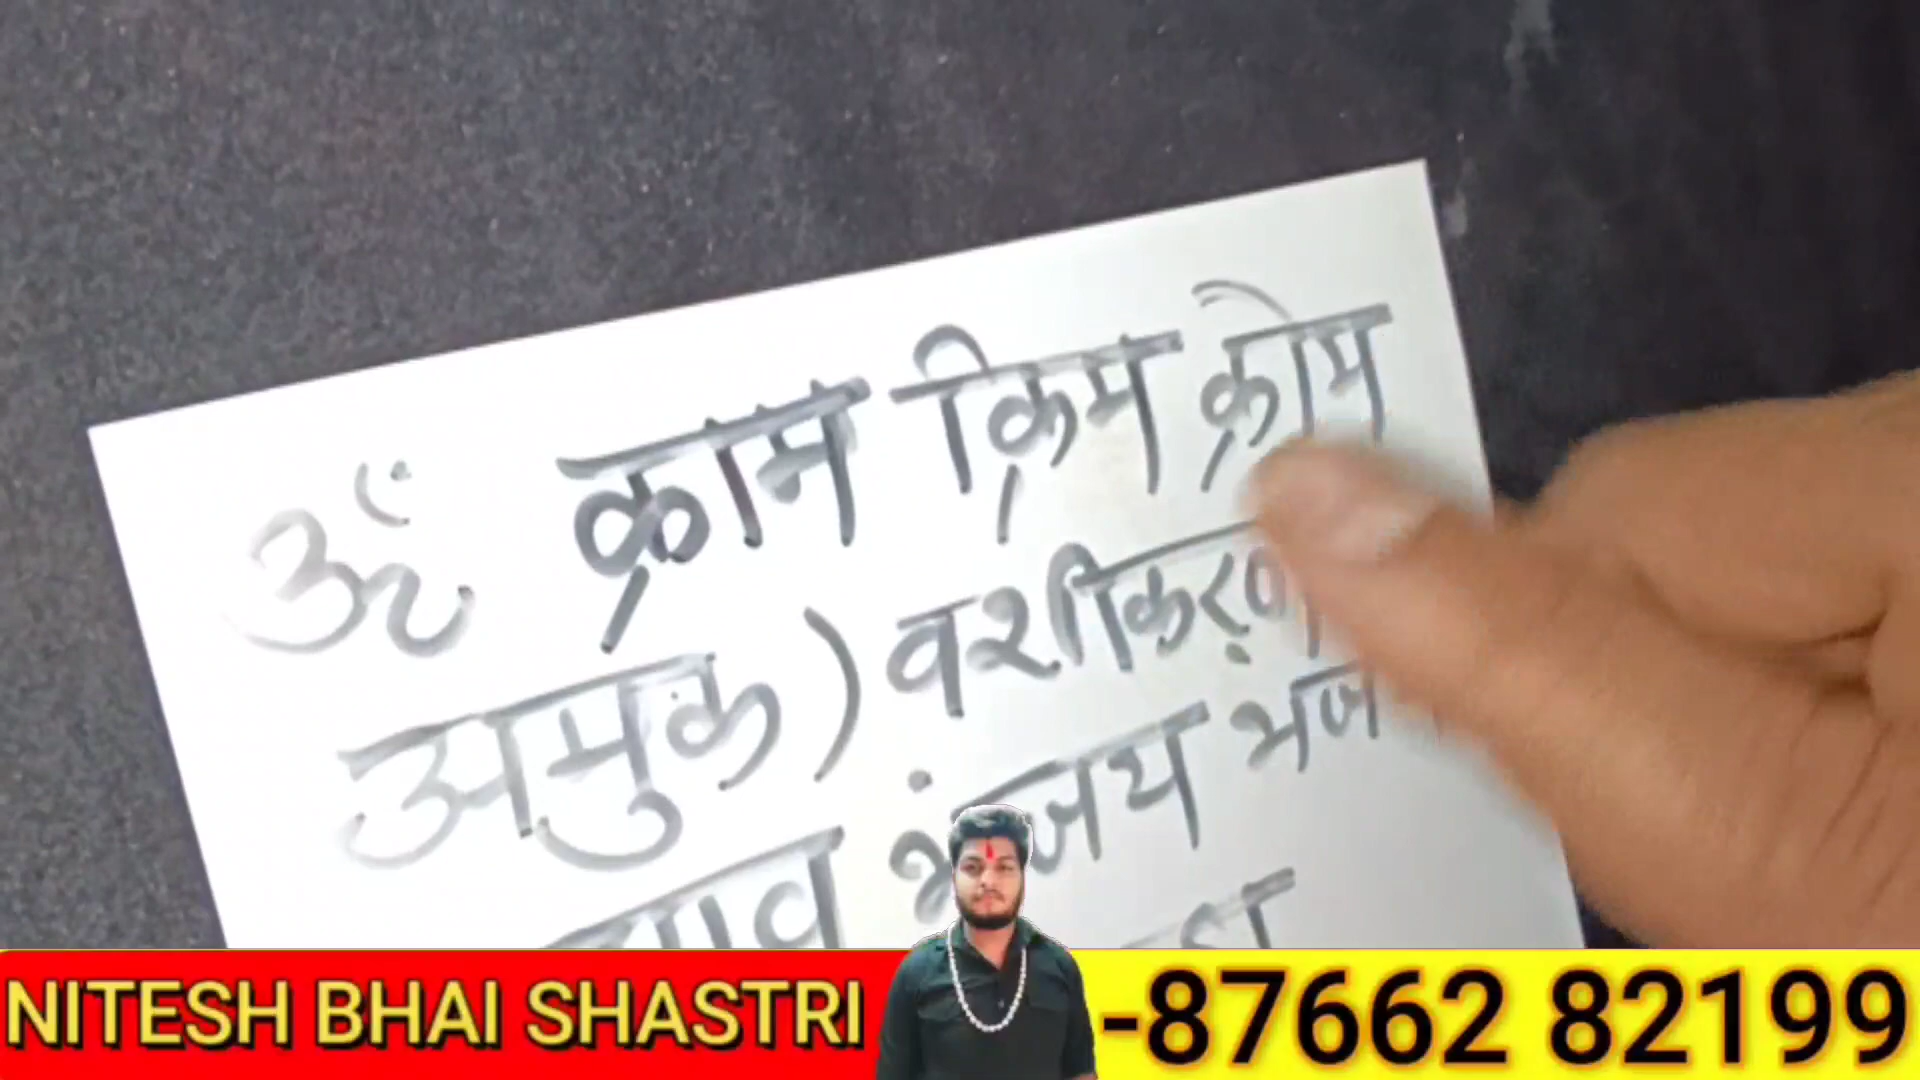 ॐ क्राम क्रिम क्रोम
अमुक) वशीकरण
भंजय
NITESH BHAI SHASTRI
-87662 82199